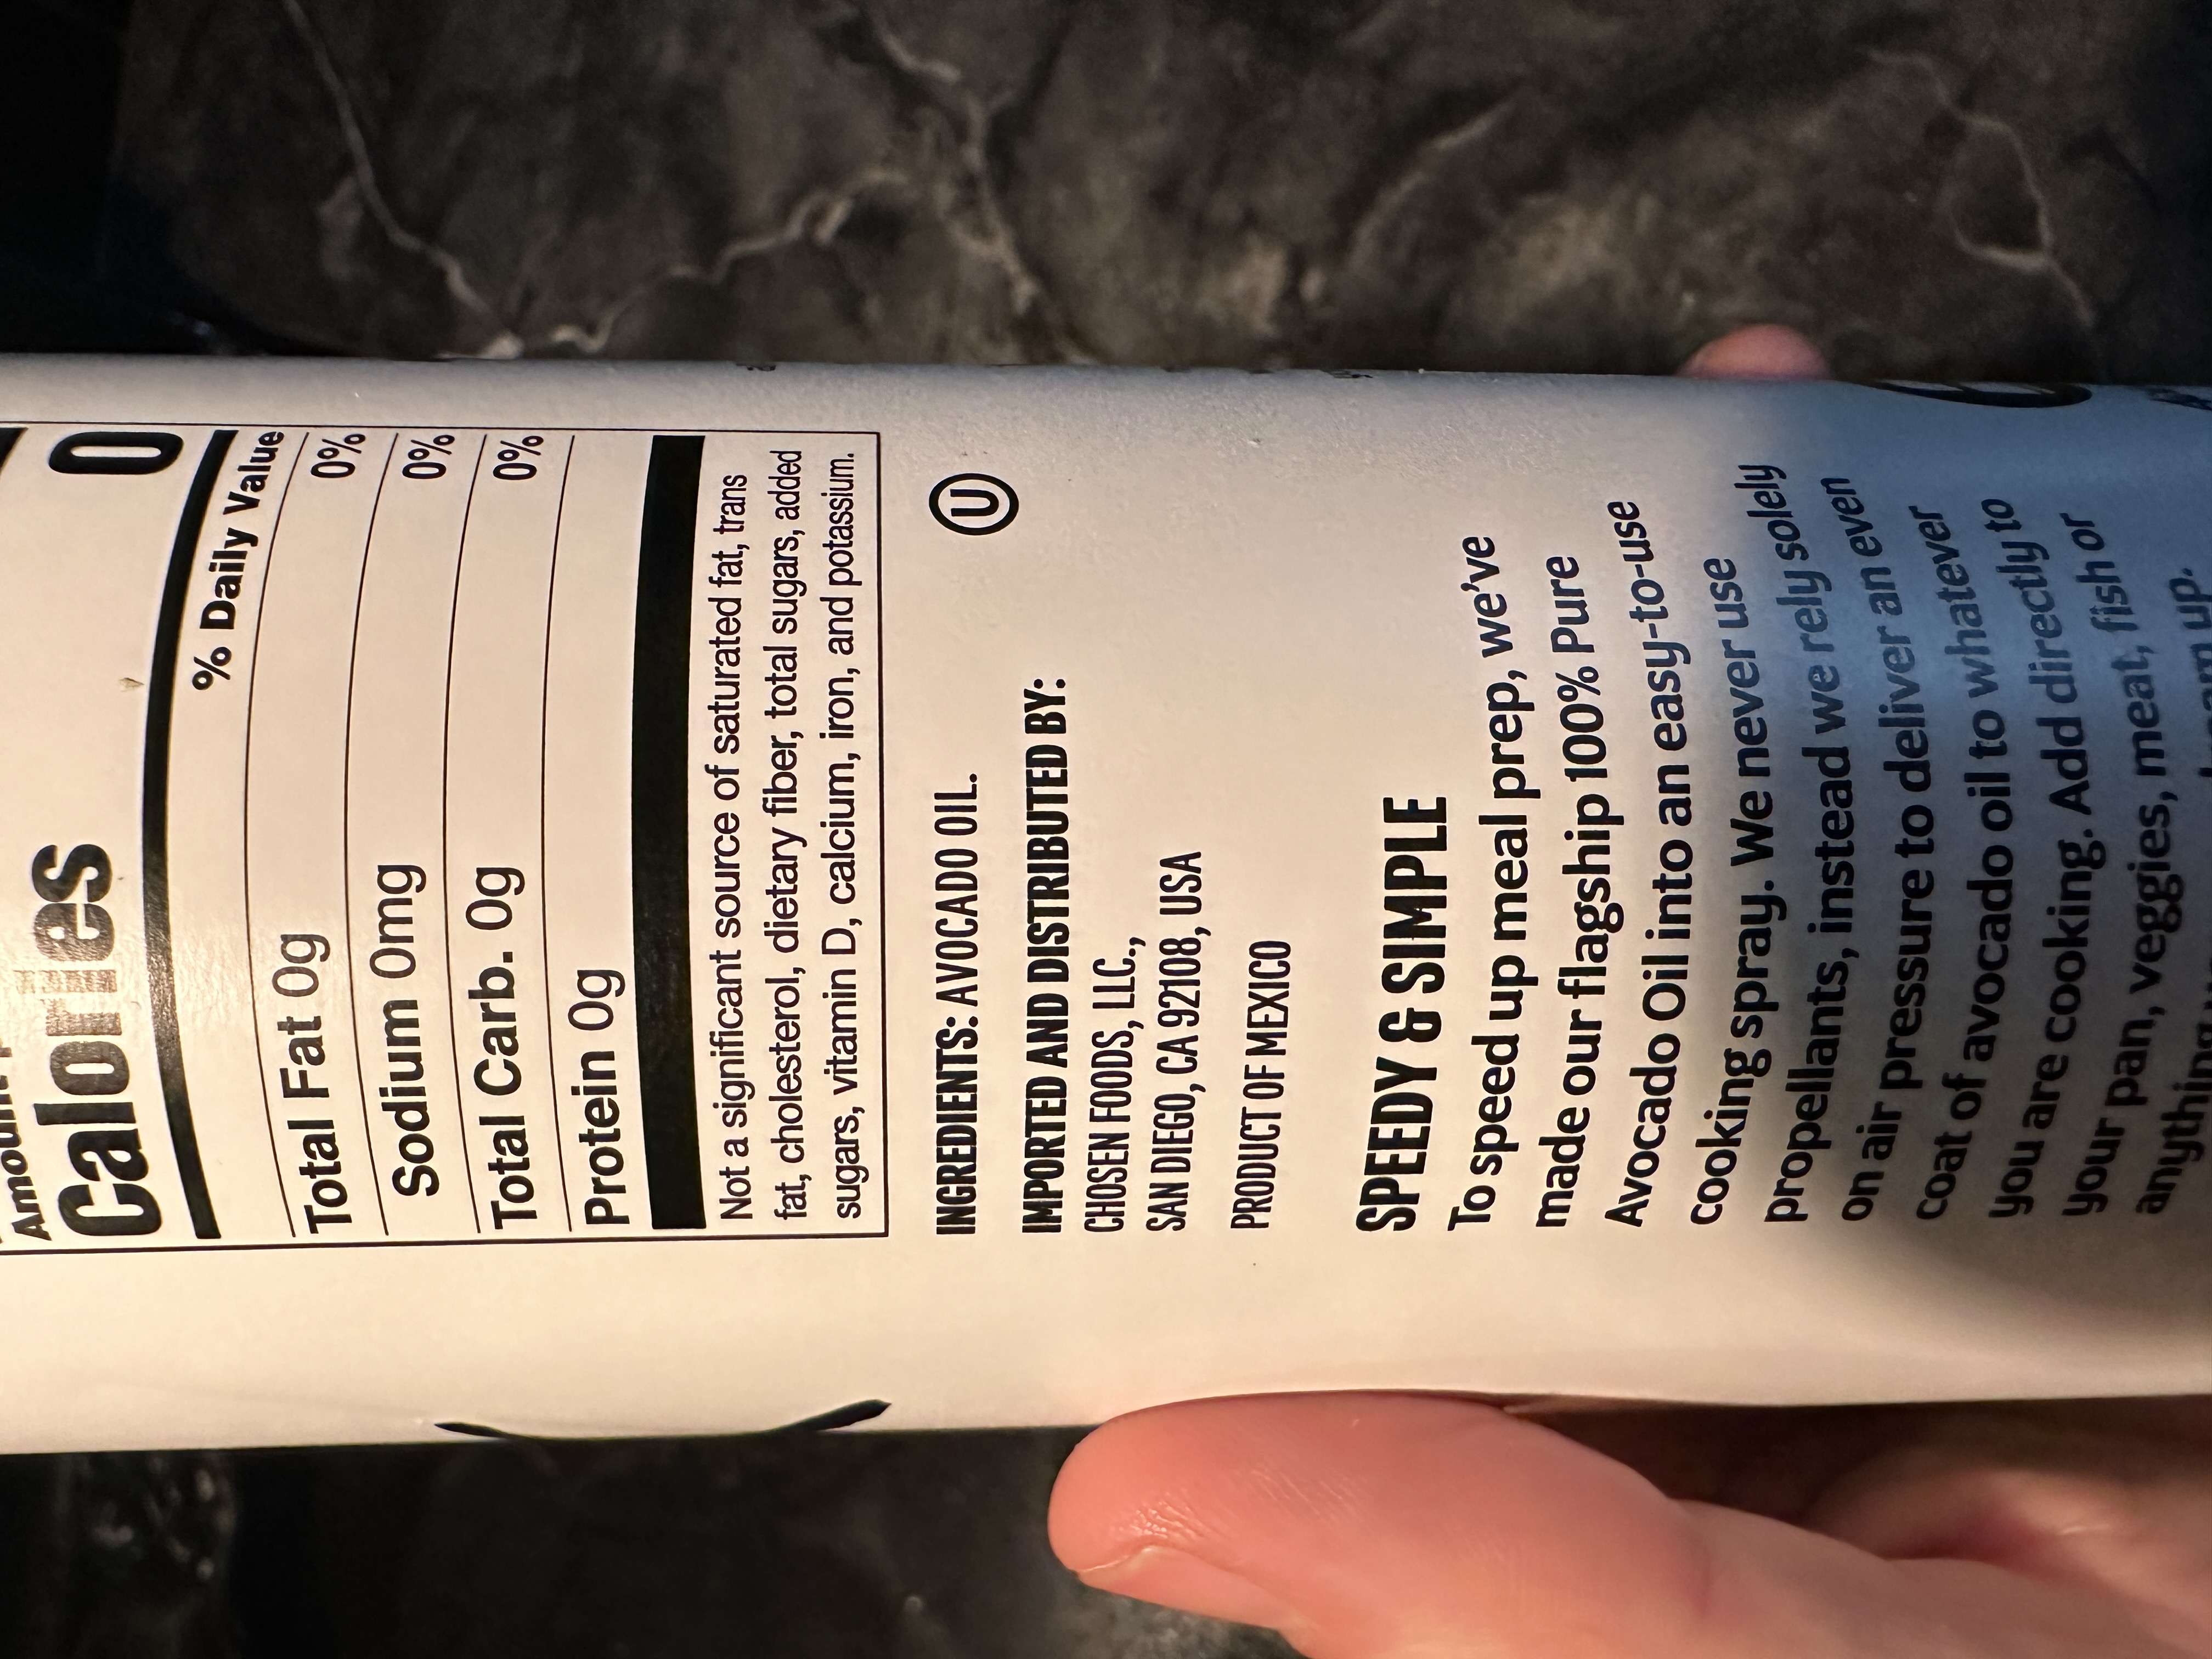 Calories 0
% Daily Value
Total Fat 0g 0%
Sodium 0mg 0%
Total Carb. 0g 0%
Protein 0g
Not a significant source of saturated fat, trans
fat, cholesterol, dietary fiber, total sugars, added
sugars, vitamin D, calcium, iron, and potassium.
INGREDIENTS: AVOCADO OIL.
U
IMPORTED AND DISTRIBUTED BY:
CHOSEN FOODS, LLC.,
SAN DIEGO, CA 92108, USA
PRODUCT OF MEXICO
SPEEDY & SIMPLE
To speed up meal prep, we've
made our flagship 100% Pure
Avocado Oil into an easy-to-use
cooking spray. We never use
propellants, instead we rely solely
on air pressure to deliver an even
coat of avocado oil to whatever
you are cooking. Add directly to
your pan, veggies, meat, fish or
anything up.